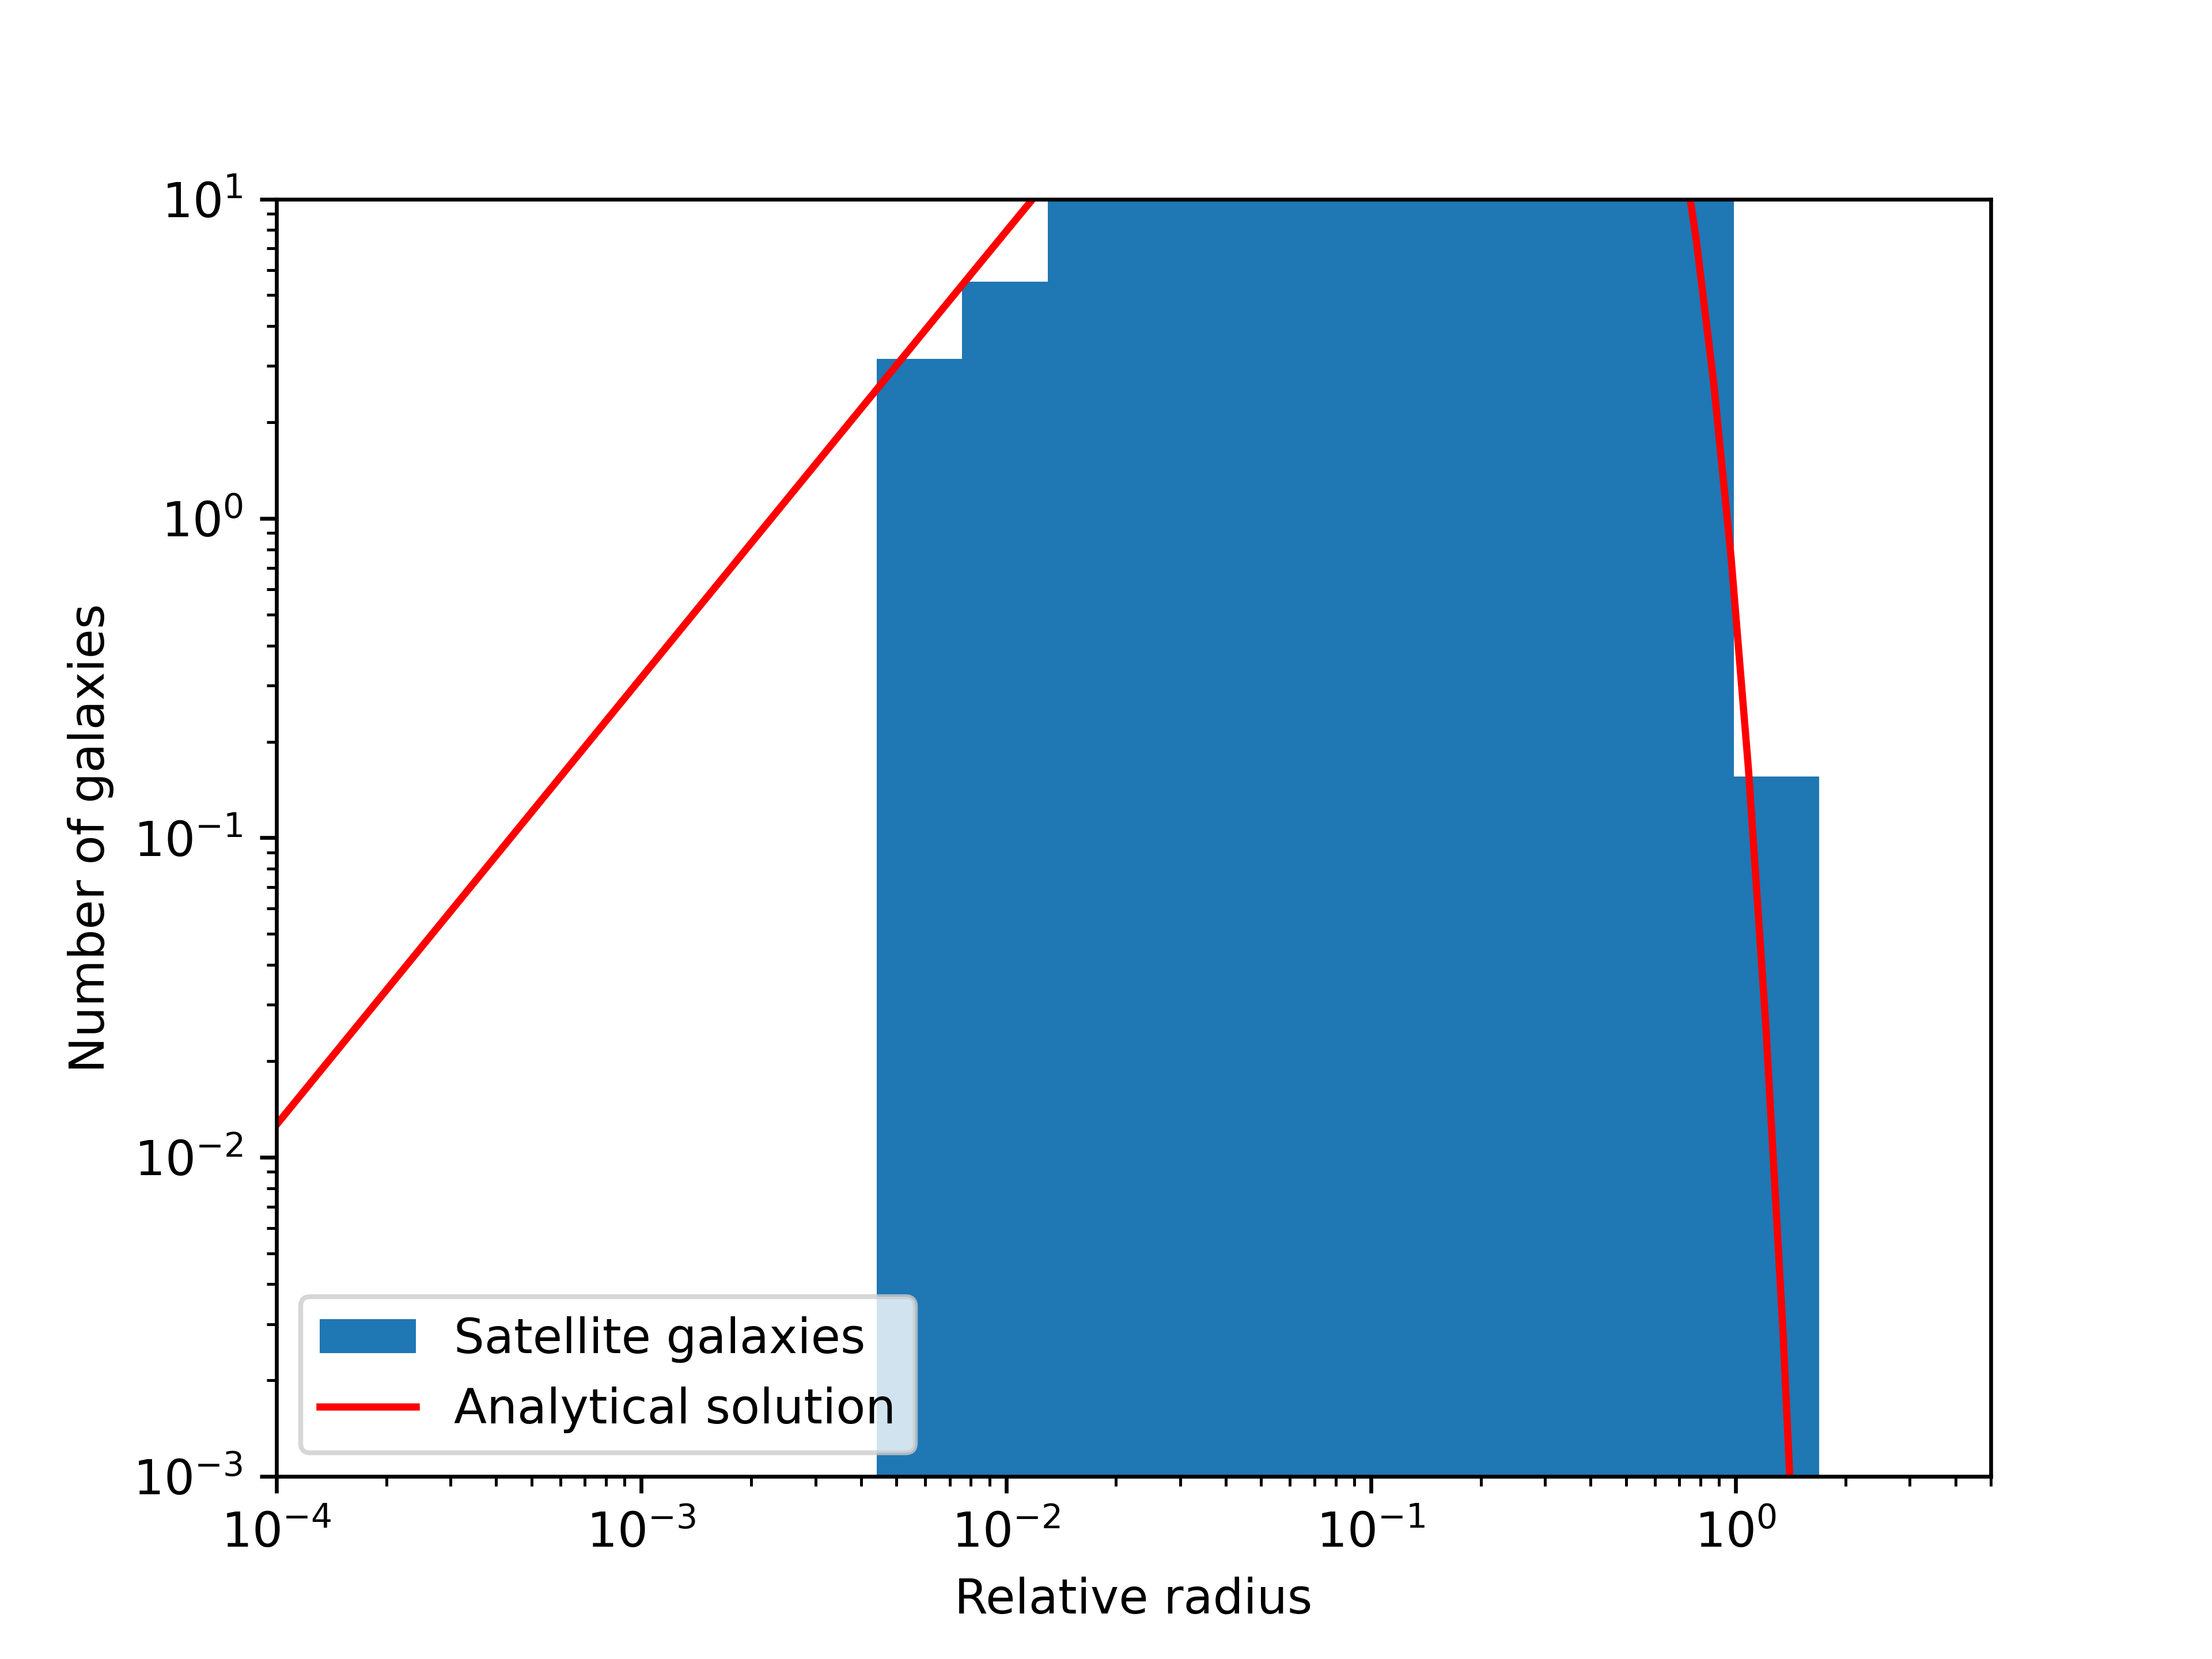 10¹
10⁰
10⁻¹
10⁻²
10⁻³
Number of galaxies
Satellite galaxies
Analytical solution
10⁻⁴ 10⁻³ 10⁻² 10⁻¹ 10⁰
Relative radius